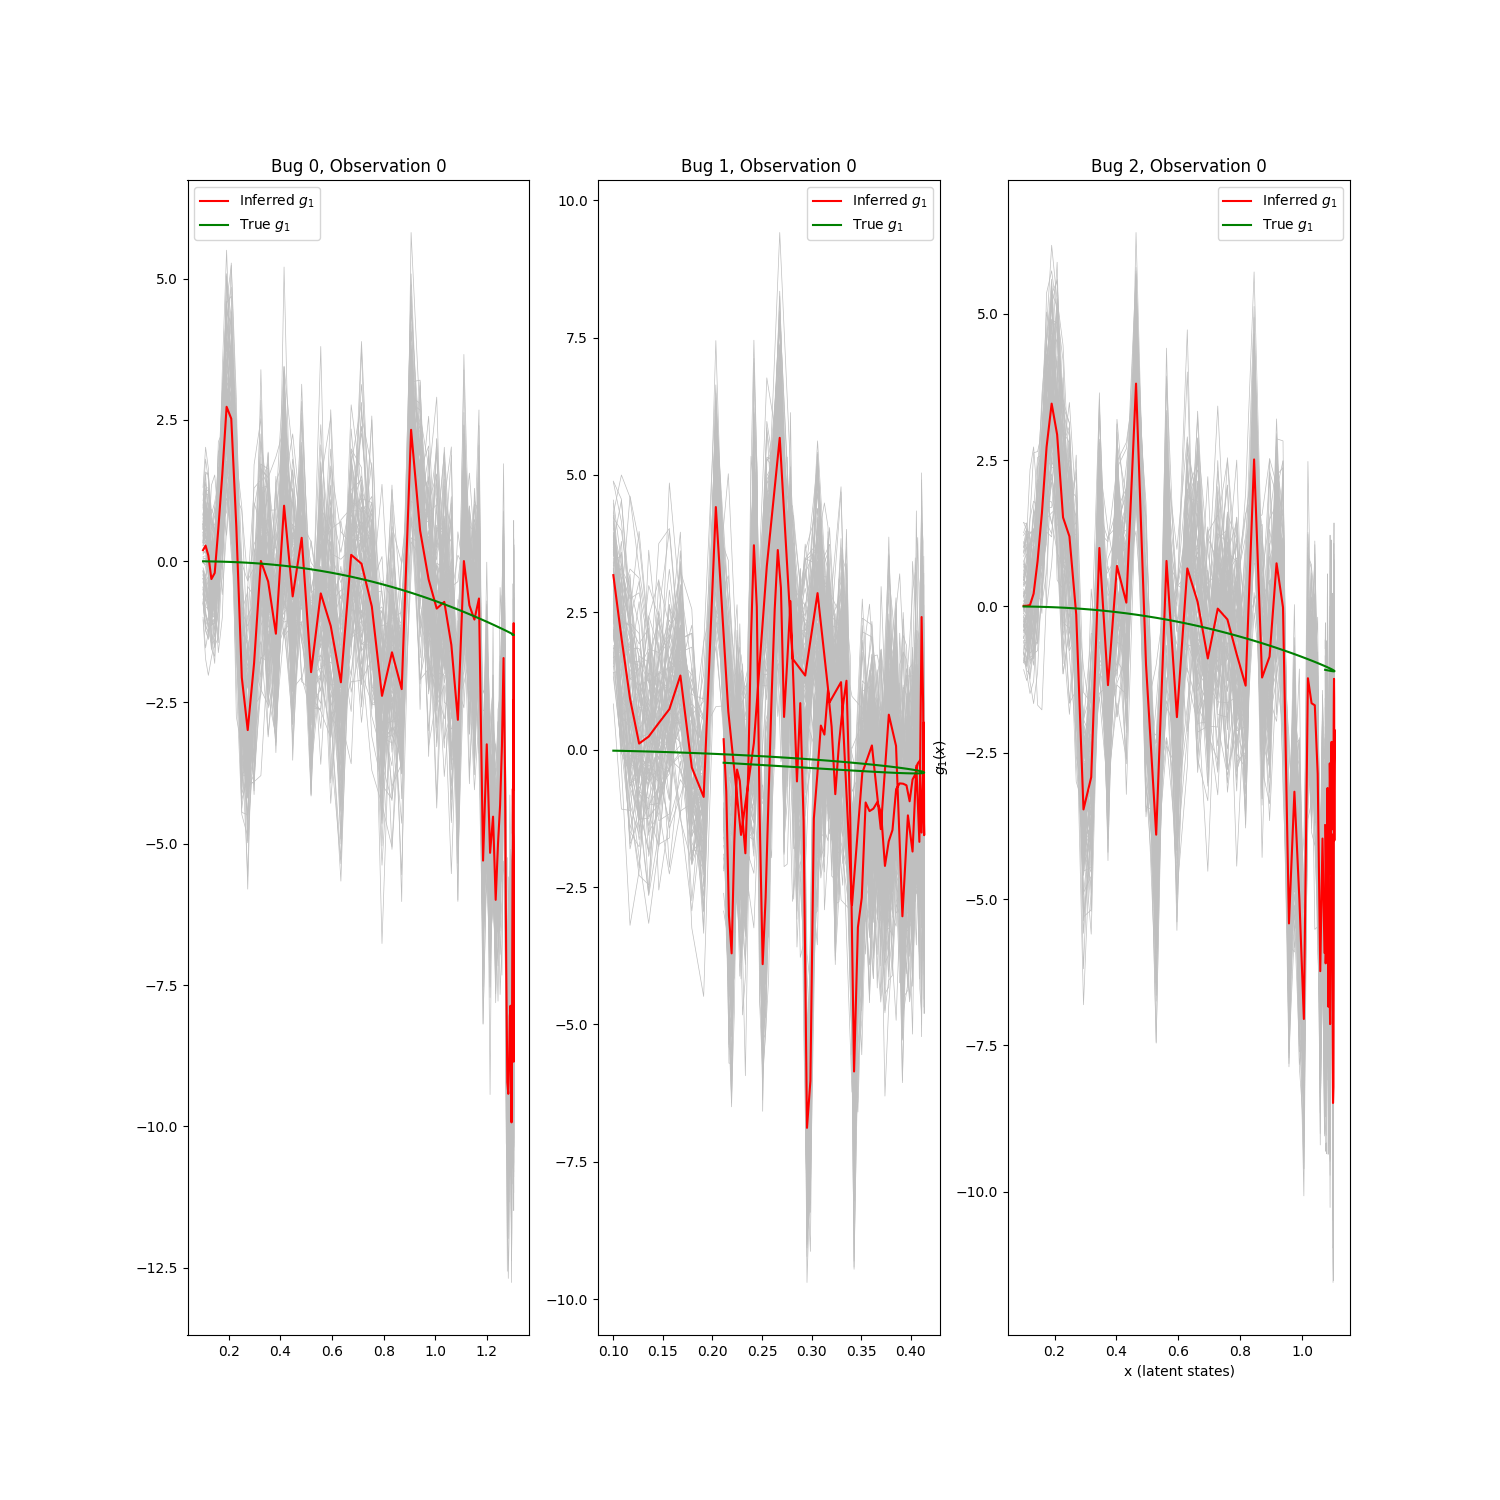 Bug 0, Observation 0
Inferred g₁
True g₁
5.0
2.5
0.0
−2.5
−5.0
−7.5
−10.0
−12.5
0.2 0.4 0.6 0.8 1.0 1.2
Bug 1, Observation 0
Inferred g₁
True g₁
10.0
7.5
5.0
2.5
0.0
−2.5
−5.0
−7.5
−10.0
0.10 0.15 0.20 0.25 0.30 0.35 0.40
Bug 2, Observation 0
Inferred g₁
True g₁
g₁(x)
5.0
2.5
0.0
−2.5
−5.0
−7.5
−10.0
0.2 0.4 0.6 0.8 1.0
x (latent states)